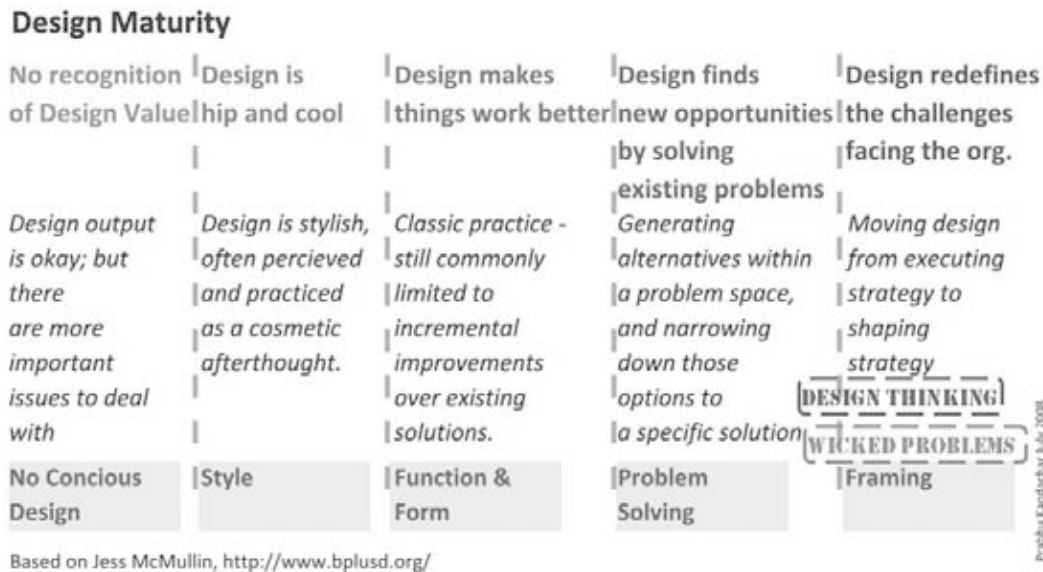 Design Maturity
No recognition
of Design Value
Design is
hip and cool
Design makes
things work better
Design finds
new opportunities
by solving
existing problems
Design redefines
the challenges
facing the org.
Design output
is okay; but
there
are more
important
issues to deal
with
Design is stylish,
often percieved
and practiced
as a cosmetic
afterthought.
Classic practice -
still commonly
limited to
incremental
improvements
over existing
solutions.
Generating
alternatives within
a problem space,
and narrowing
down those
options to
a specific solution
Moving design
from executing
strategy to
shaping
strategy
DESIGN THINKING
WICKED PROBLEMS
No Concious
Design
Style
Function &
Form
Problem
Solving
Framing
Based on Jess McMullin, http://www.bplusd.org/
Prabhu Kandachar July 2009